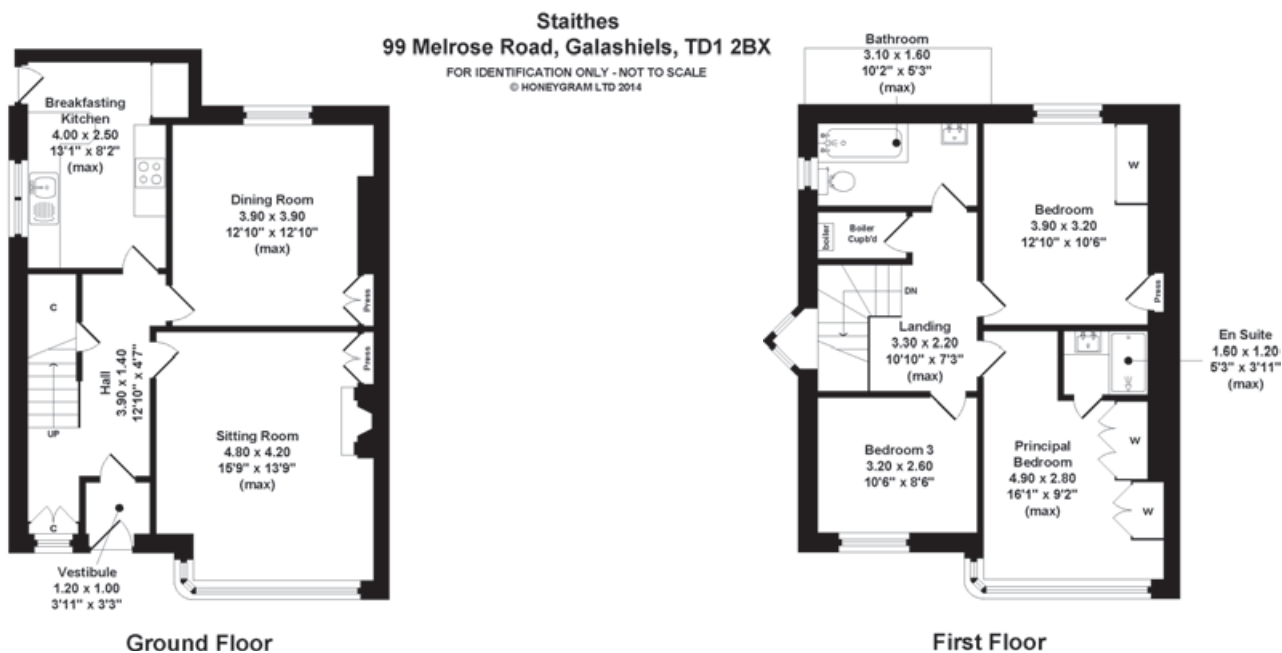 Staithes
99 Melrose Road, Galashiels, TD1 2BX
FOR IDENTIFICATION ONLY - NOT TO SCALE
© HONEYGRAM LTD 2014
Breakfasting
Kitchen
4.00 x 2.50
13'1" x 8'2"
(max)
Dining Room
3.90 x 3.90
12'10" x 12'10"
(max)
Press
C
Hall
3.90 x 1.40
12'10" x 4'7"
UP
Press
Sitting Room
4.80 x 4.20
15'9" x 13'9"
(max)
C
Vestibule
1.20 x 1.00
3'11" x 3'3"
Ground Floor
Bathroom
3.10 x 1.60
10'2" x 5'3"
(max)
W
Bedroom
3.90 x 3.20
12'10" x 10'6"
boiler
Boiler
Cupb'd
Press
DN
Landing
3.30 x 2.20
10'10" x 7'3"
(max)
En Suite
1.60 x 1.20
5'3" x 3'11"
(max)
Bedroom 3
3.20 x 2.60
10'6" x 8'6"
Principal
Bedroom
4.90 x 2.80
16'1" x 9'2"
(max)
W
W
First Floor